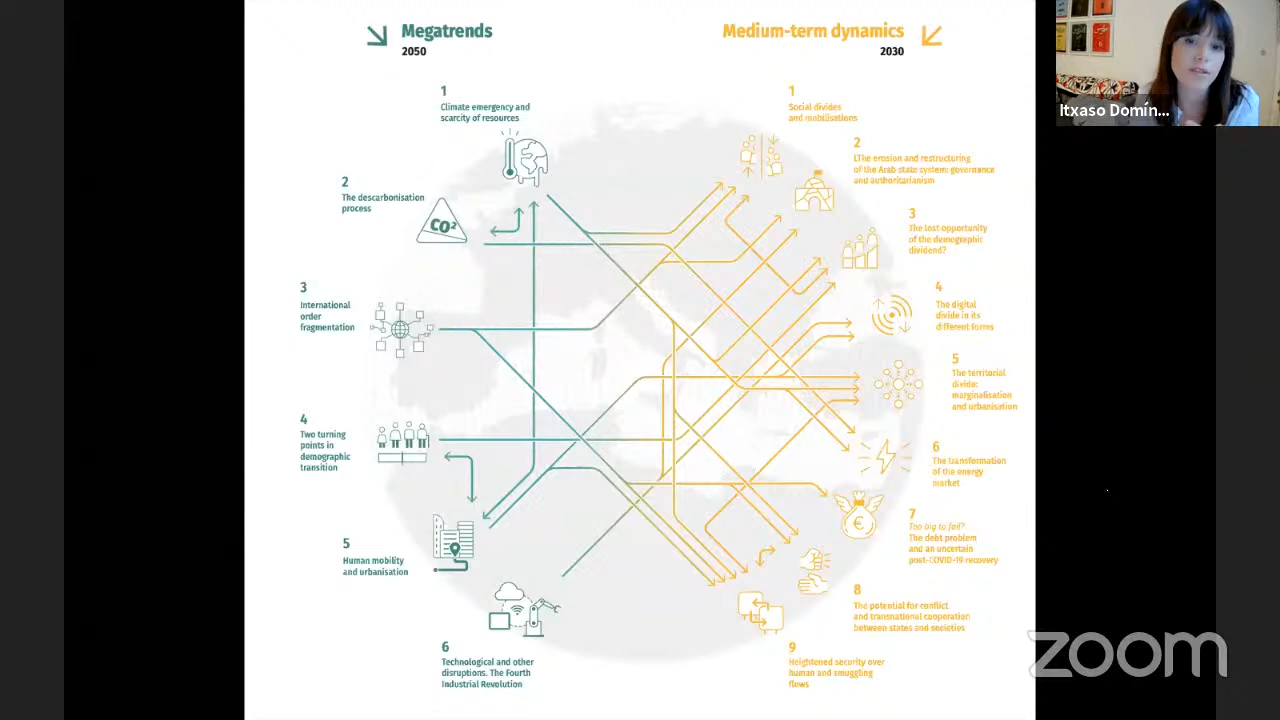 Megatrends
2050
Medium-term dynamics
2030
1
Climate emergency and
scarcity of resources
2
The descarbonisation
process
CO²
3
International
order
fragmentation
4
Two turning
points in
demographic
transition
5
Human mobility
and urbanisation
6
Technological and other
disruptions. The Fourth
Industrial Revolution
1
Social divides
and mobilisations
2
LThe erosion and restructuring
of the Arab state system: governance
and authoritarianism
3
The lost opportunity
of the demographic
dividend?
4
The digital
divide in its
different forms
5
The territorial
divide:
marginalisation
and urbanisation
6
The transformation
of the energy
market
€
7
Too big to fail?
The debt problem
and an uncertain
post-COVID-19 recovery
8
The potential for conflict
and transnational cooperation
between states and societies
9
Heightened security over
human and smuggling
flows
Itxaso Domín...
zoom